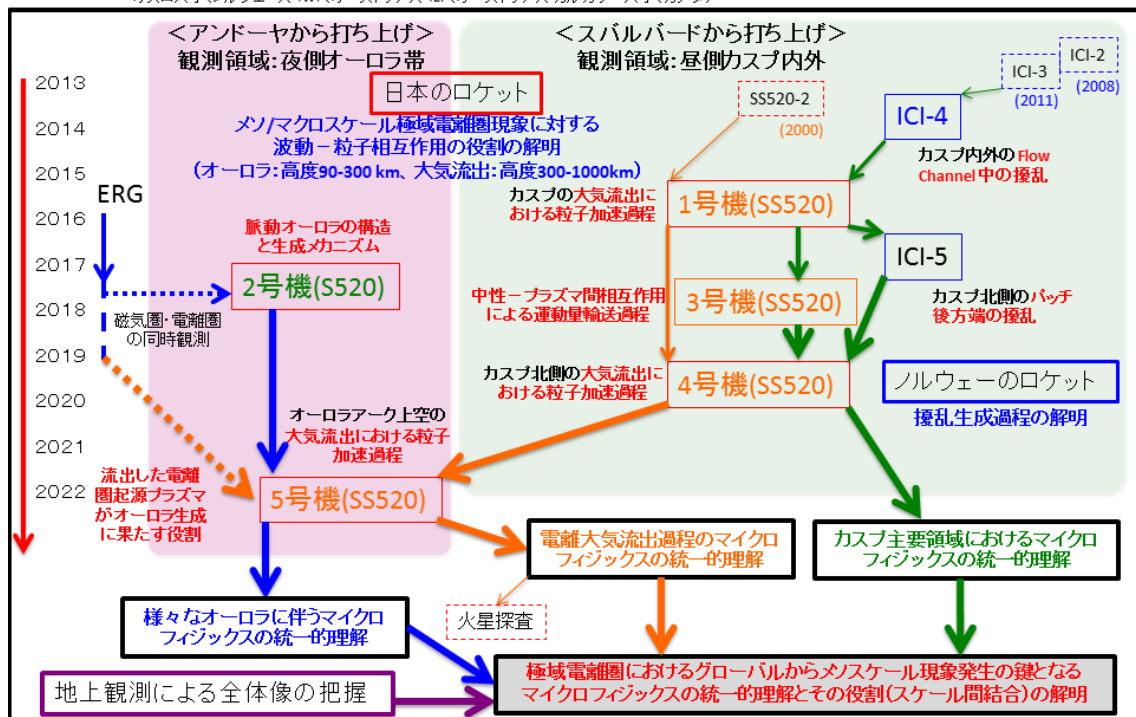 ＜アンドーヤから打ち上げ＞
観測領域:夜側オーロラ帯
＜スバルバードから打ち上げ＞
観測領域:昼側カスプ内外
2013
2014
2015
2016
2017
2018
2019
2020
2021
2022
日本のロケット
メソ/マクロスケール極域電離圏現象に対する
波動－粒子相互作用の役割の解明
(オーロラ:高度90-300 km、大気流出:高度300-1000km)
SS520-2
(2000)
ICI-3
(2011)
ICI-2
(2008)
ICI-4
カスプ内外のFlow
Channel 中の擾乱
カスプの大気流出に
おける粒子加速過程
1号機(SS520)
ERG
脈動オーロラの構造
と生成メカニズム
2号機(S520)
磁気圏・電離圏
の同時観測
ICI-5
カスプ北側のパッチ
後方端の擾乱
中性－プラズマ間相互作用
による運動量輸送過程
3号機(SS520)
カスプ北側の大気流出に
おける粒子加速過程
4号機(SS520)
ノルウェーのロケット
擾乱生成過程の解明
オーロラアーク上空の
大気流出における粒子
加速過程
流出した電離
圏起源プラズマ
がオーロラ生成
に果たす役割
5号機(SS520)
電離大気流出過程のマイクロ
フィジックスの統一的理解
カスプ主要領域におけるマイクロ
フィジックスの統一的理解
火星探査
様々なオーロラに伴うマイクロ
フィジックスの統一的理解
地上観測による全体像の把握
極域電離圏におけるグローバルからメソスケール現象発生の鍵となる
マイクロフィジックスの統一的理解とその役割(スケール間結合)の解明